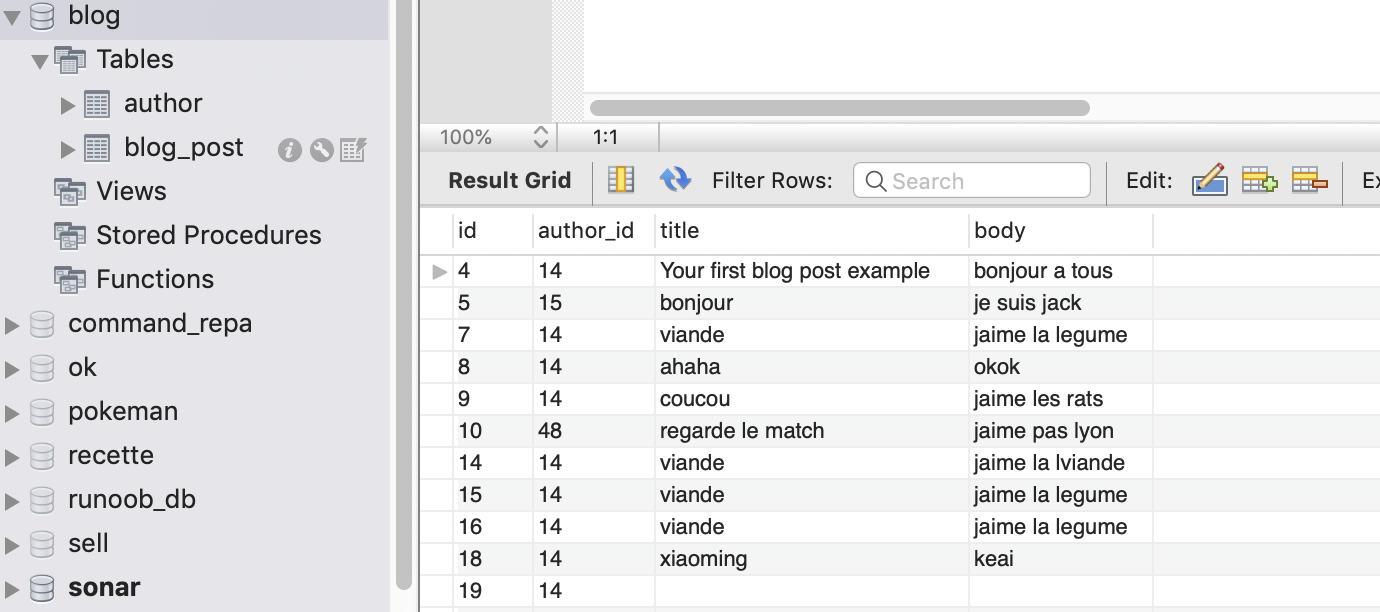 blog
Tables
author
blog_post
Views
Stored Procedures
Functions
command_repa
ok
pokeman
recette
runoob_db
sell
sonar
100% 1:1
Result Grid Filter Rows: Search Edit:
id author_id title body
4 14 Your first blog post example bonjour a tous
5 15 bonjour je suis jack
7 14 viande jaime la legume
8 14 ahaha okok
9 14 coucou jaime les rats
10 48 regarde le match jaime pas lyon
14 14 viande jaime la lviande
15 14 viande jaime la legume
16 14 viande jaime la legume
18 14 xiaoming keai
19 14